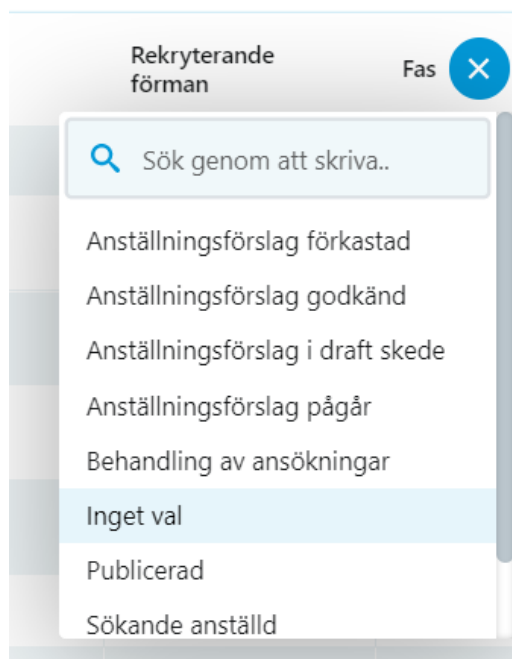 Rekryterande
förman
Fas
Sök genom att skriva..
Anställningsförslag förkastad
Anställningsförslag godkänd
Anställningsförslag i draft skede
Anställningsförslag pågår
Behandling av ansökningar
Inget val
Publicerad
Sökande anställd